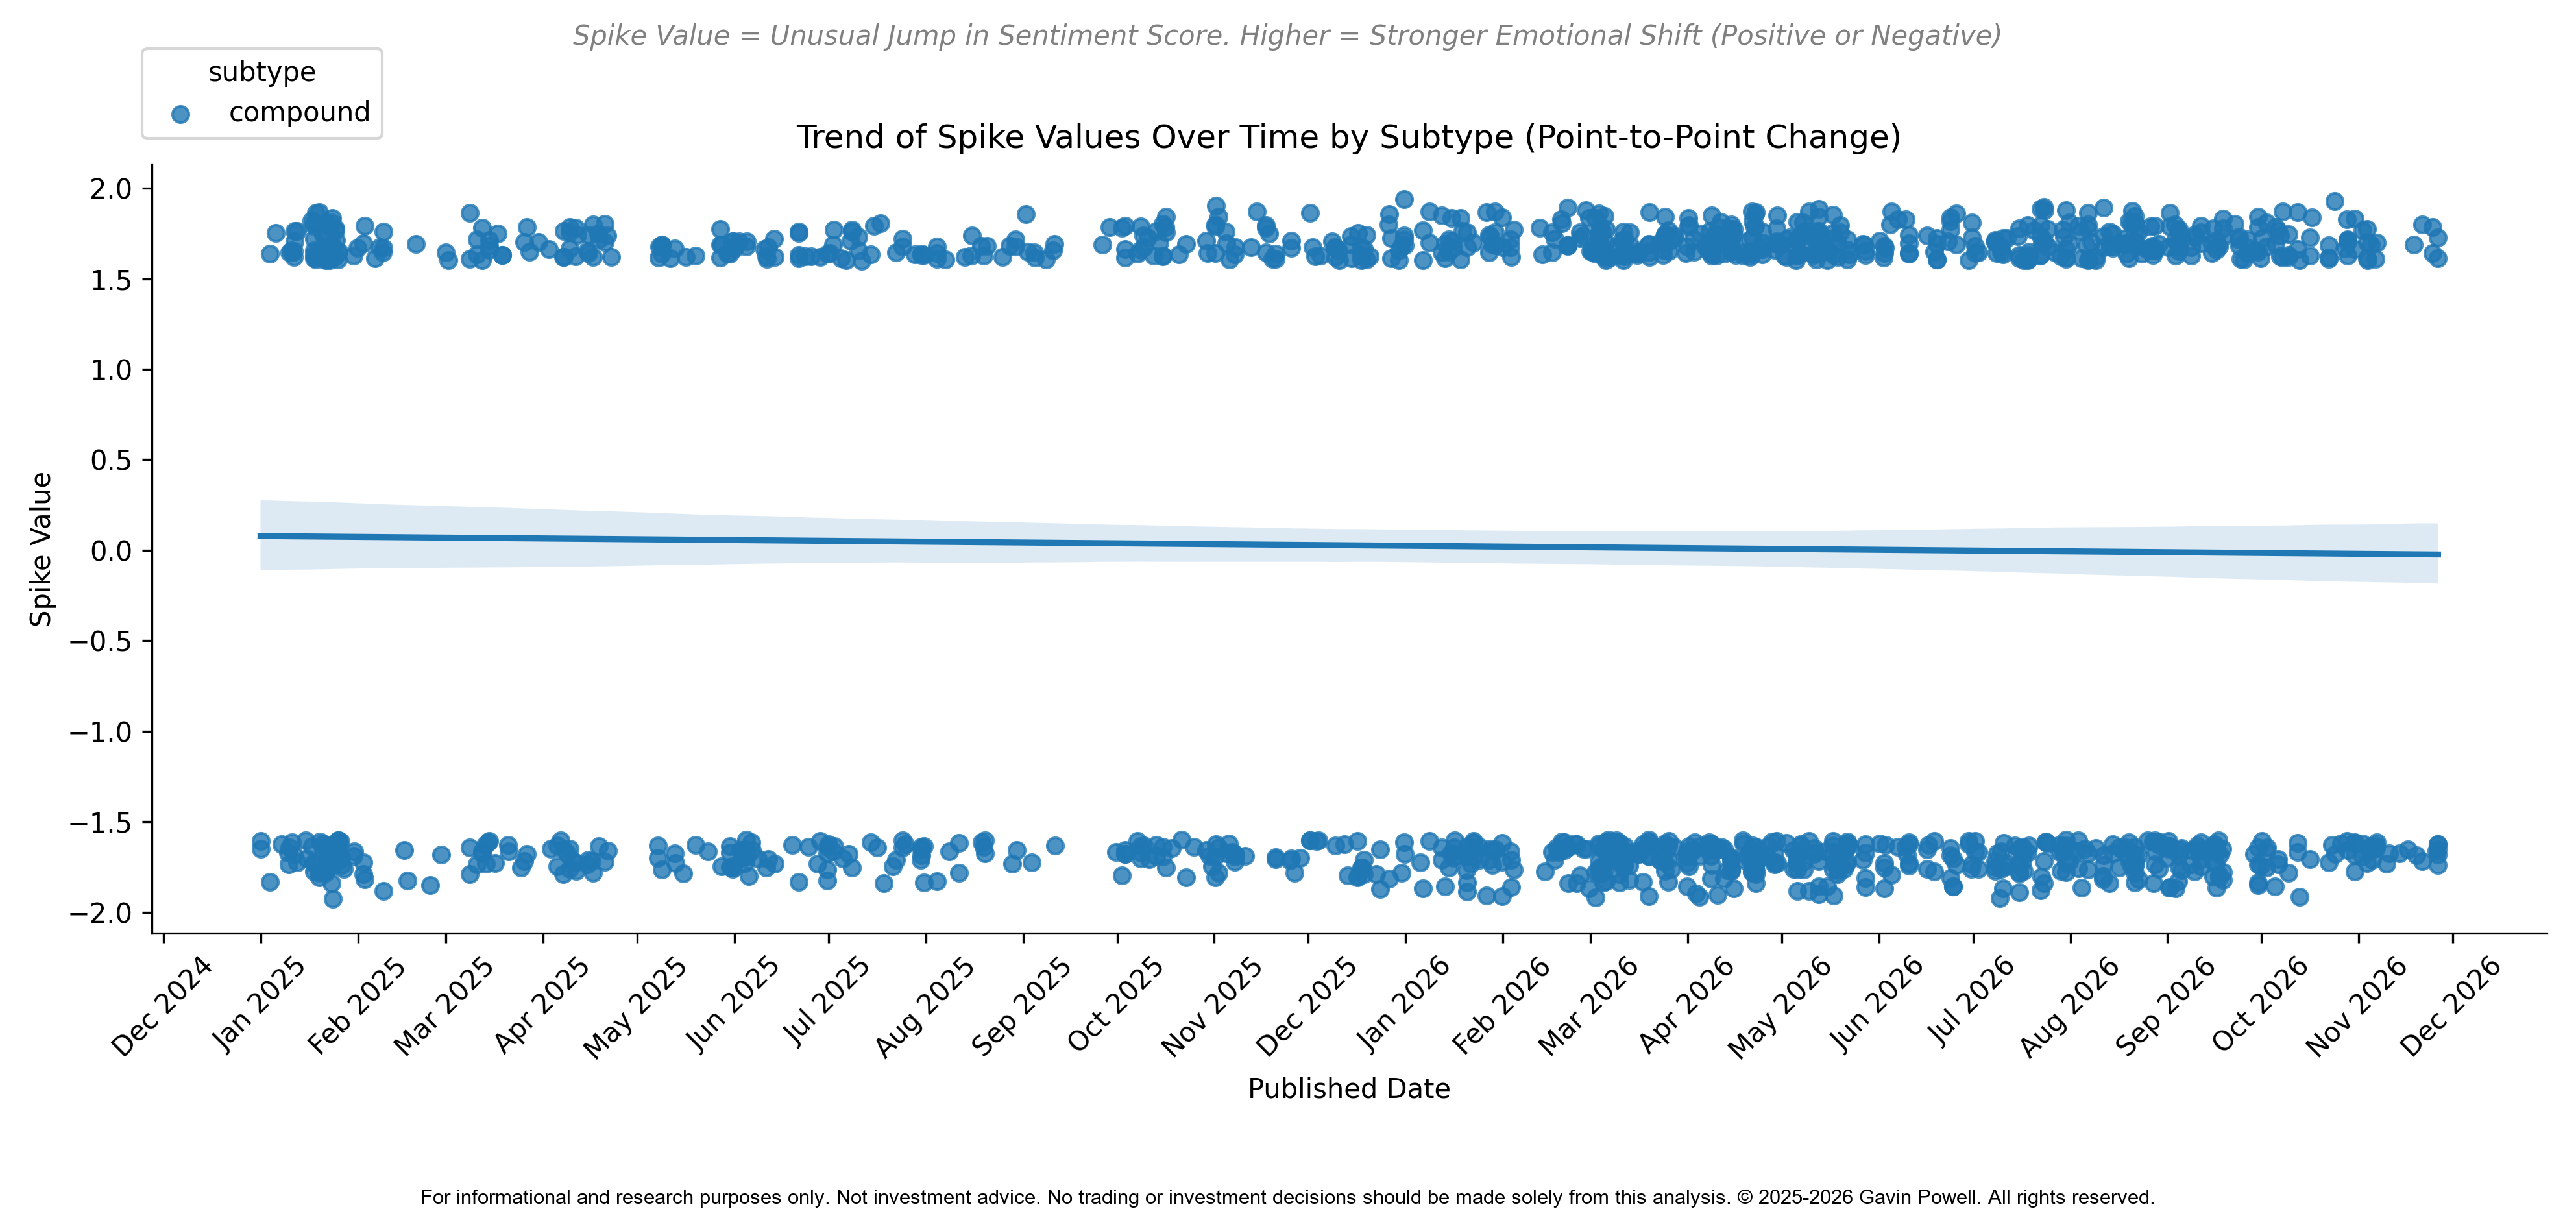 Spike Value = Unusual Jump in Sentiment Score. Higher = Stronger Emotional Shift (Positive or Negative)
subtype
compound
Trend of Spike Values Over Time by Subtype (Point-to-Point Change)
2.0
1.5
1.0
0.5
0.0
−0.5
−1.0
−1.5
−2.0
Spike Value
Dec 2024
Jan 2025
Feb 2025
Mar 2025
Apr 2025
May 2025
Jun 2025
Jul 2025
Aug 2025
Sep 2025
Oct 2025
Nov 2025
Dec 2025
Jan 2026
Feb 2026
Mar 2026
Apr 2026
May 2026
Jun 2026
Jul 2026
Aug 2026
Sep 2026
Oct 2026
Nov 2026
Dec 2026
Published Date
For informational and research purposes only. Not investment advice. No trading or investment decisions should be made solely from this analysis. © 2025-2026 Gavin Powell. All rights reserved.